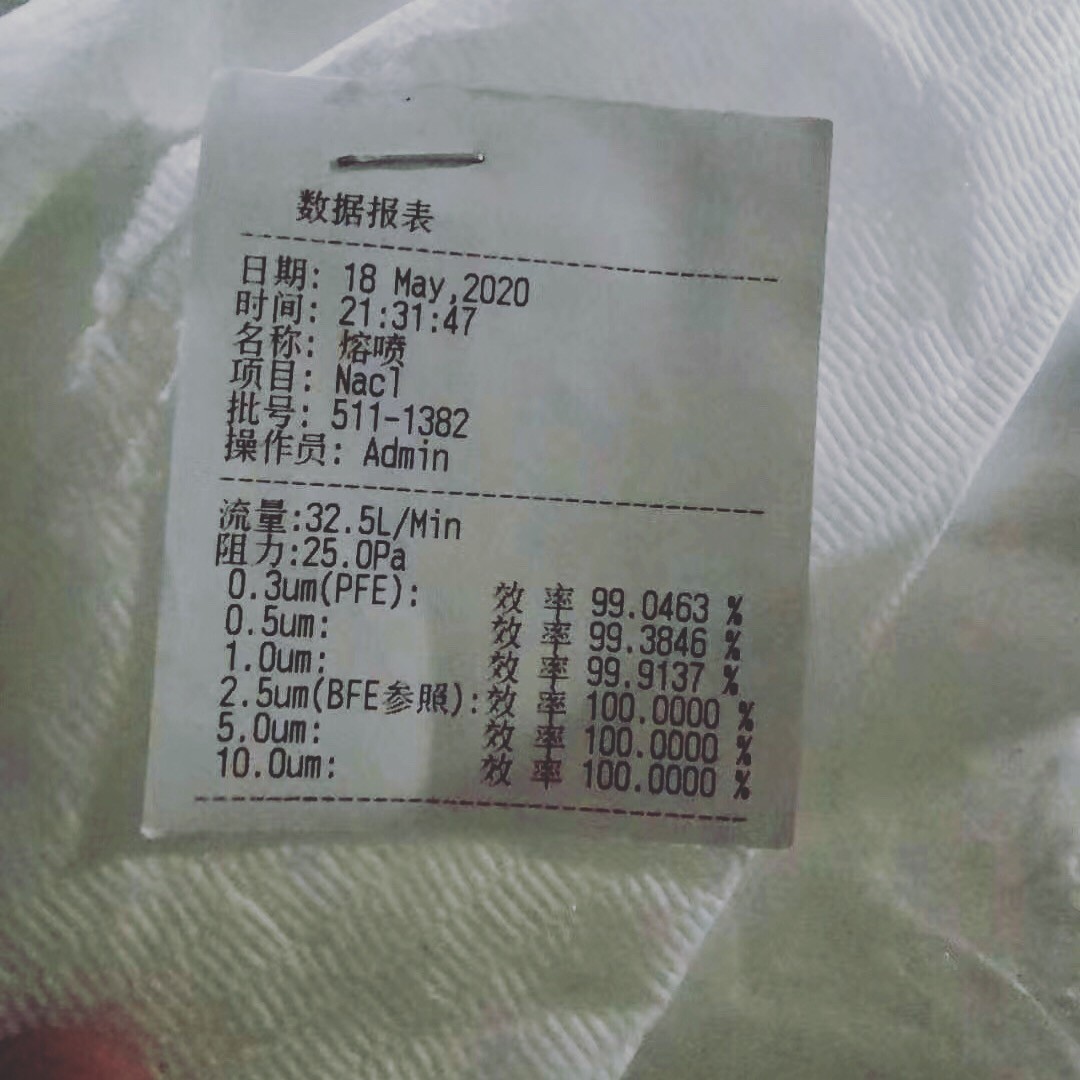 数据报表
日期: 18 May,2020
时间: 21:31:47
名称: 熔喷
项目: Nacl
批号: 511-1382
操作员: Admin
流量:32.5L/Min
阻力:25.0Pa
0.3um(PFE): 效 率 99.0463 %
0.5um: 效 率 99.3846 %
1.0um: 效 率 99.9137 %
2.5um(BFE参照):效 率 100.0000 %
5.0um: 效 率 100.0000 %
10.0um: 效 率 100.0000 %